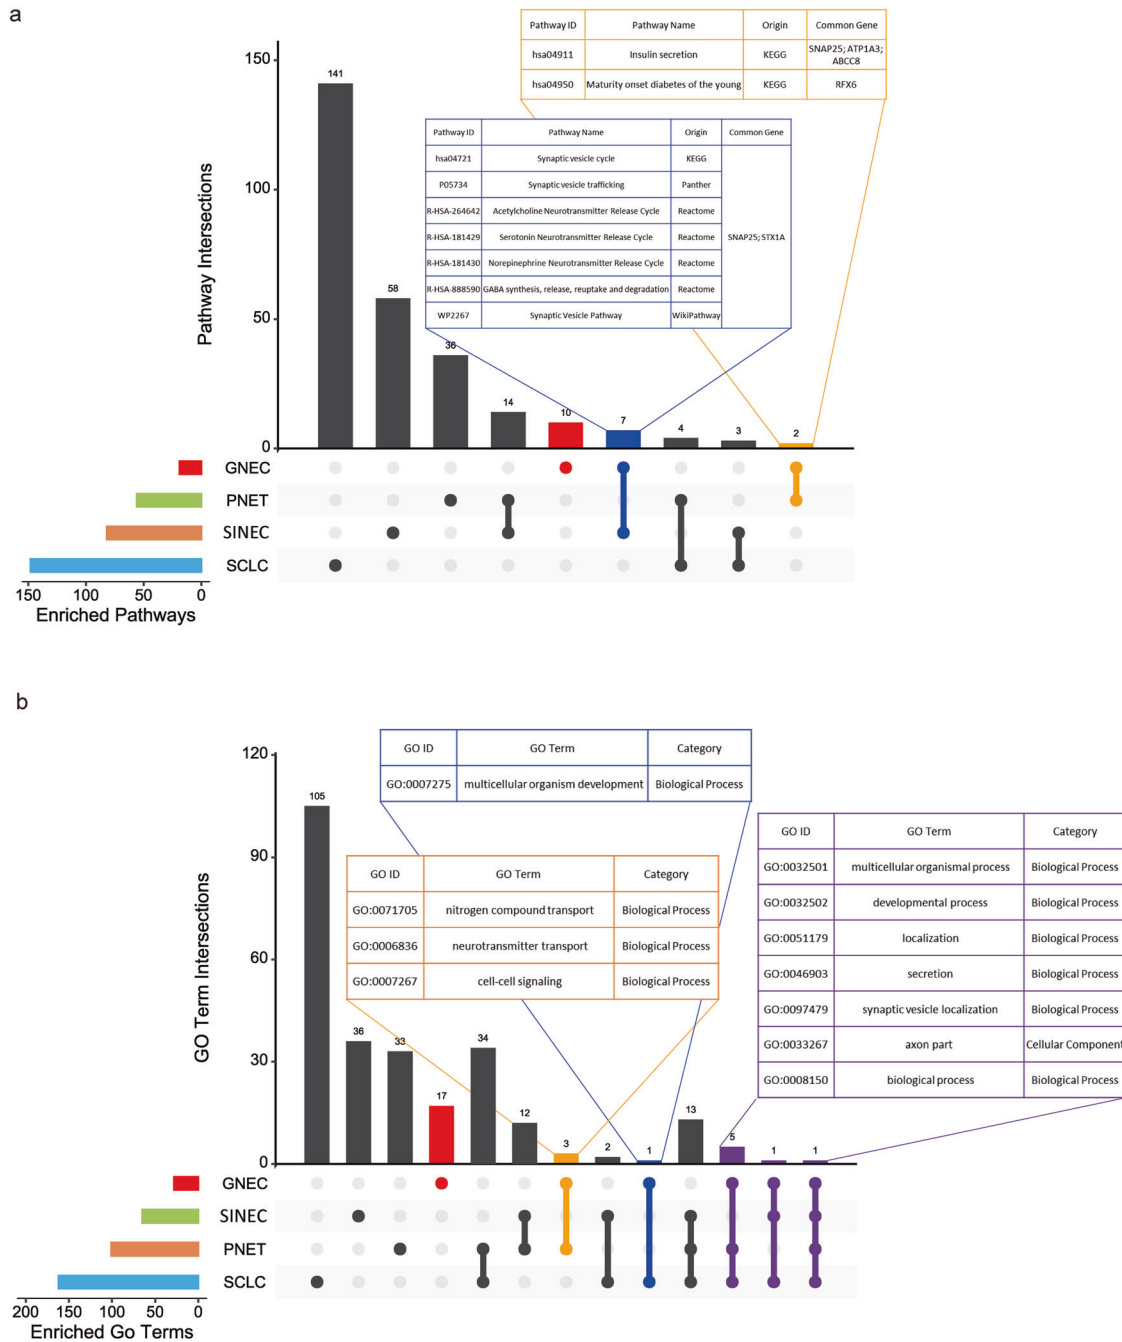 a
Pathway ID Pathway Name Origin Common Gene
hsa04911 Insulin secretion KEGG SNAP25; ATP1A3;
ABCC8
hsa04950 Maturity onset diabetes of the young KEGG RFX6
Pathway ID Pathway Name Origin Common Gene
hsa04721 Synaptic vesicle cycle KEGG
P05734 Synaptic vesicle trafficking Panther
R-HSA-264642 Acetylcholine Neurotransmitter Release Cycle Reactome
R-HSA-181429 Serotonin Neurotransmitter Release Cycle Reactome SNAP25; STX1A
R-HSA-181430 Norepinephrine Neurotransmitter Release Cycle Reactome
R-HSA-888590 GABA synthesis, release, reuptake and degradation Reactome
WP2267 Synaptic Vesicle Pathway WikiPathway
Pathway Intersections
150
100
50
0
141 58 36 14 10 7 4 3 2
GNEC
PNET
SINEC
SCLC
150 100 50 0
Enriched Pathways
b
GO ID GO Term Category
GO:0007275 multicellular organism development Biological Process
GO ID GO Term Category
GO:0071705 nitrogen compound transport Biological Process
GO:0006836 neurotransmitter transport Biological Process
GO:0007267 cell-cell signaling Biological Process
GO ID GO Term Category
GO:0032501 multicellular organismal process Biological Process
GO:0032502 developmental process Biological Process
GO:0051179 localization Biological Process
GO:0046903 secretion Biological Process
GO:0097479 synaptic vesicle localization Biological Process
GO:0033267 axon part Cellular Component
GO:0008150 biological process Biological Process
GO Term Intersections
120
90
60
30
0
105 36 33 17 34 12 3 2 1 13 5 1 1
GNEC
SINEC
PNET
SCLC
200 150 100 50 0
Enriched Go Terms